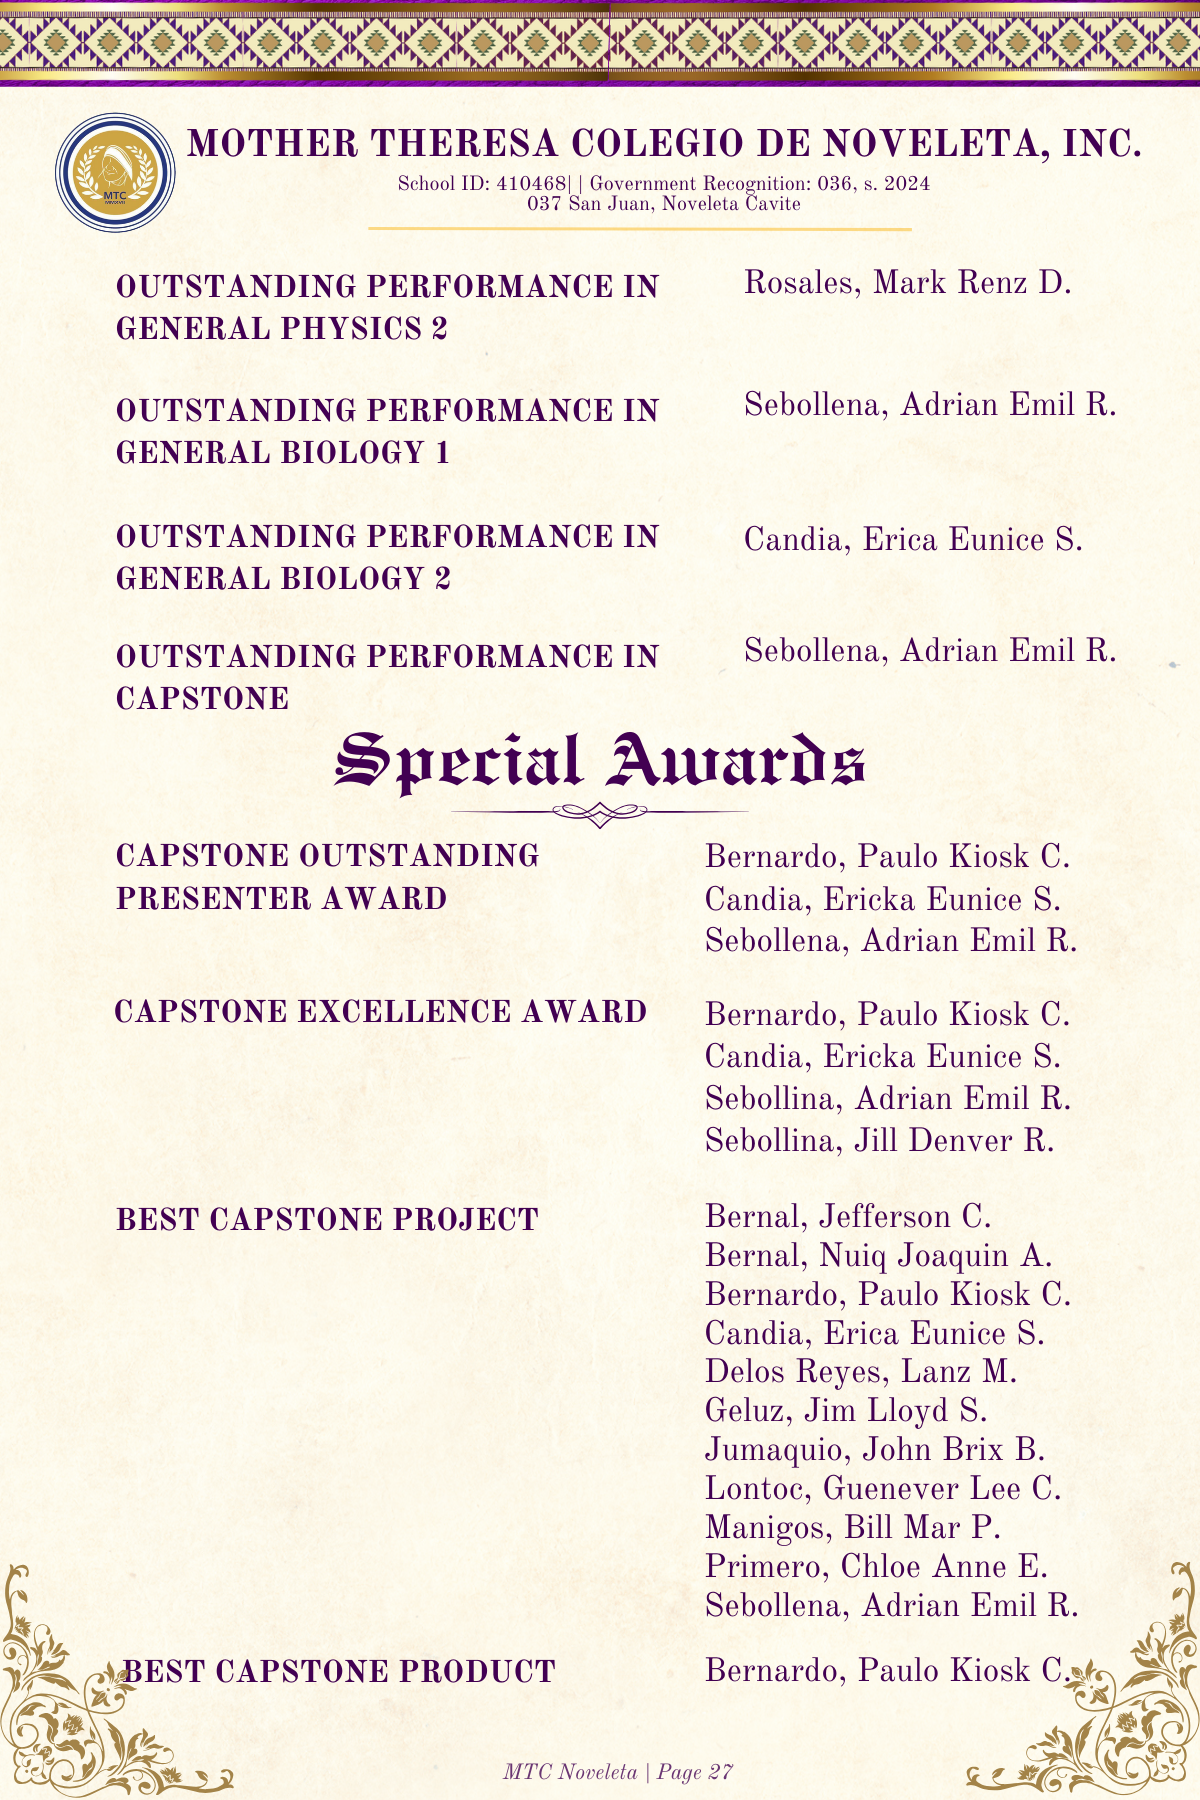 MOTHER THERESA COLEGIO DE NOVELETA, INC.
School ID: 410468| | Government Recognition: 036, s. 2024
037 San Juan, Noveleta Cavite
MTC
OUTSTANDING PERFORMANCE IN
GENERAL PHYSICS 2
Rosales, Mark Renz D.
OUTSTANDING PERFORMANCE IN
GENERAL BIOLOGY 1
Sebollena, Adrian Emil R.
OUTSTANDING PERFORMANCE IN
GENERAL BIOLOGY 2
Candia, Erica Eunice S.
OUTSTANDING PERFORMANCE IN
CAPSTONE
Sebollena, Adrian Emil R.
Special Awards
CAPSTONE OUTSTANDING
PRESENTER AWARD
Bernardo, Paulo Kiosk C.
Candia, Ericka Eunice S.
Sebollena, Adrian Emil R.
CAPSTONE EXCELLENCE AWARD
Bernardo, Paulo Kiosk C.
Candia, Ericka Eunice S.
Sebollina, Adrian Emil R.
Sebollina, Jill Denver R.
BEST CAPSTONE PROJECT
Bernal, Jefferson C.
Bernal, Nuiq Joaquin A.
Bernardo, Paulo Kiosk C.
Candia, Erica Eunice S.
Delos Reyes, Lanz M.
Geluz, Jim Lloyd S.
Jumaquio, John Brix B.
Lontoc, Guenever Lee C.
Manigos, Bill Mar P.
Primero, Chloe Anne E.
Sebollena, Adrian Emil R.
BEST CAPSTONE PRODUCT
Bernardo, Paulo Kiosk C.
MTC Noveleta | Page 27